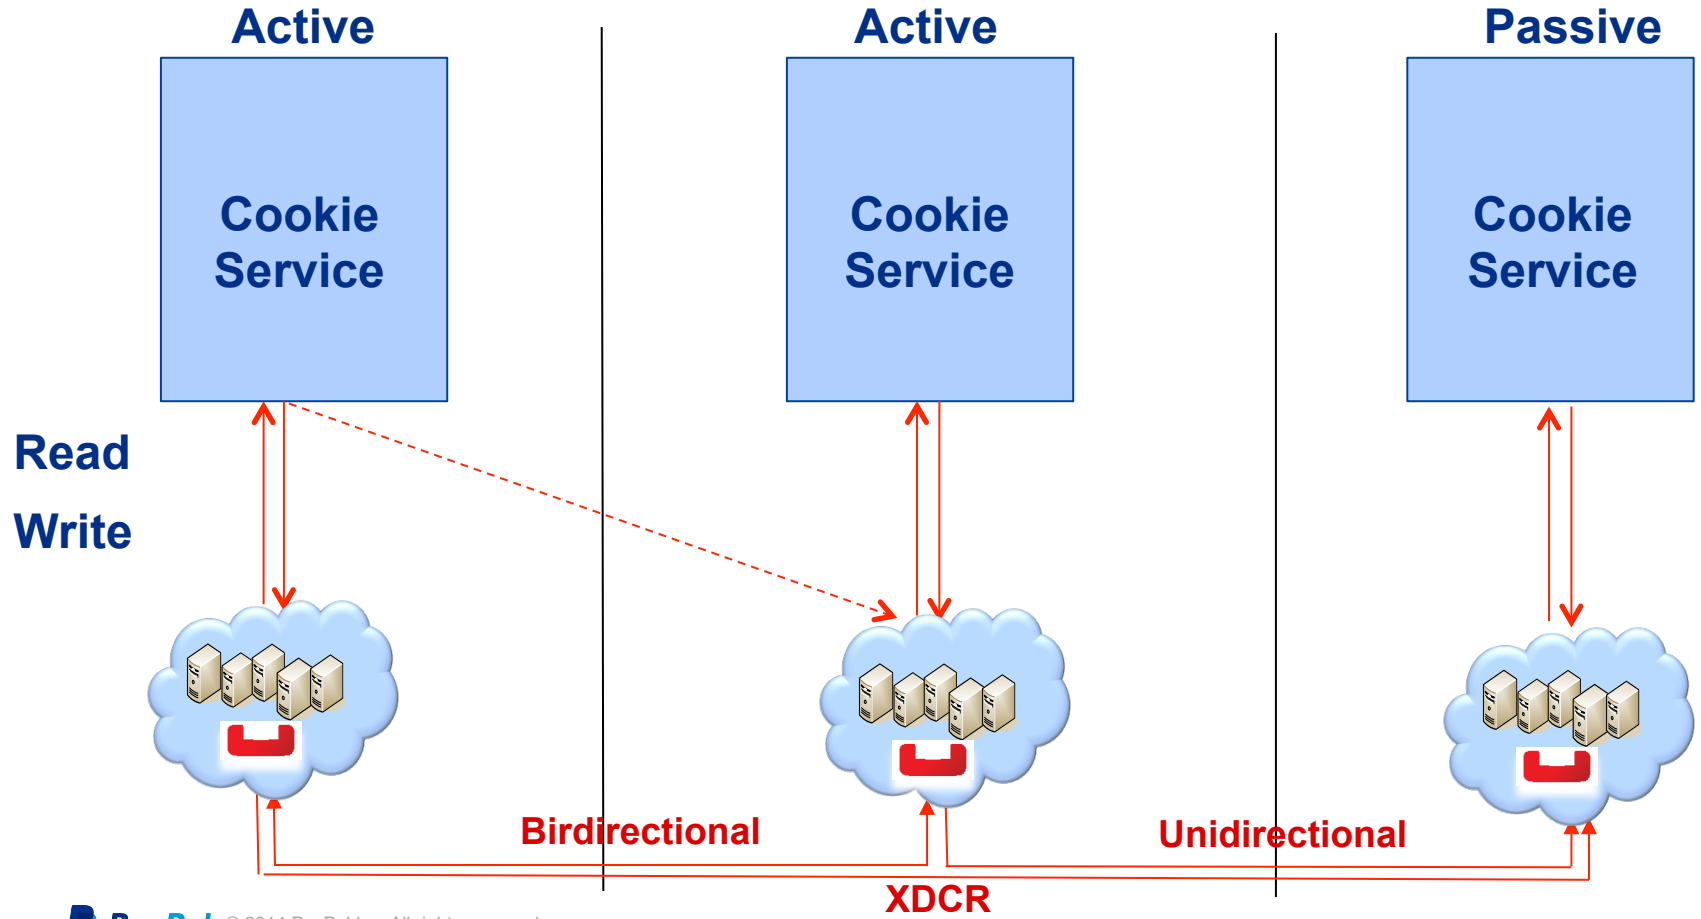 Active
Active
Passive
Cookie
Service
Cookie
Service
Cookie
Service
Read
Write
Birdirectional
Unidirectional
XDCR